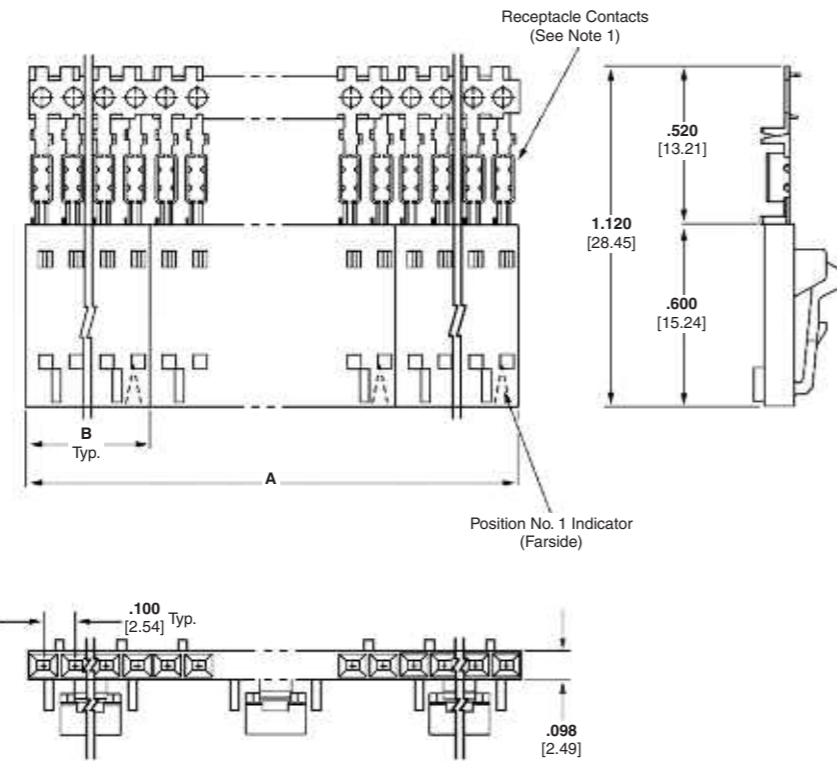 Receptacle Contacts
(See Note 1)
.520
[13.21]
1.120
[28.45]
.600
[15.24]
B
Typ.
A
Position No. 1 Indicator
(Farside)
.100
[2.54] Typ.
.098
[2.49]